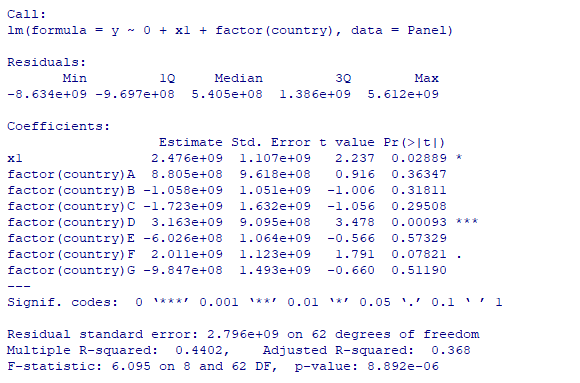 Call:
lm(formula = y ~ 0 + x1 + factor(country), data = Panel)
Residuals:
Min 1Q Median 3Q Max
-8.634e+09 -9.697e+08 5.405e+08 1.386e+09 5.612e+09
Coefficients:
Estimate Std. Error t value Pr(>|t|)
x1 2.476e+09 1.107e+09 2.237 0.02889 *
factor(country)A 8.805e+08 9.618e+08 0.916 0.36347
factor(country)B -1.058e+09 1.051e+09 -1.006 0.31811
factor(country)C -1.723e+09 1.632e+09 -1.056 0.29508
factor(country)D 3.163e+09 9.095e+08 3.478 0.00093 ***
factor(country)E -6.026e+08 1.064e+09 -0.566 0.57329
factor(country)F 2.011e+09 1.123e+09 1.791 0.07821 .
factor(country)G -9.847e+08 1.493e+09 -0.660 0.51190
---
Signif. codes: 0 ‘***’ 0.001 ‘**’ 0.01 ‘*’ 0.05 ‘.’ 0.1 ‘ ’ 1
Residual standard error: 2.796e+09 on 62 degrees of freedom
Multiple R-squared: 0.4402, Adjusted R-squared: 0.368
F-statistic: 6.095 on 8 and 62 DF, p-value: 8.892e-06